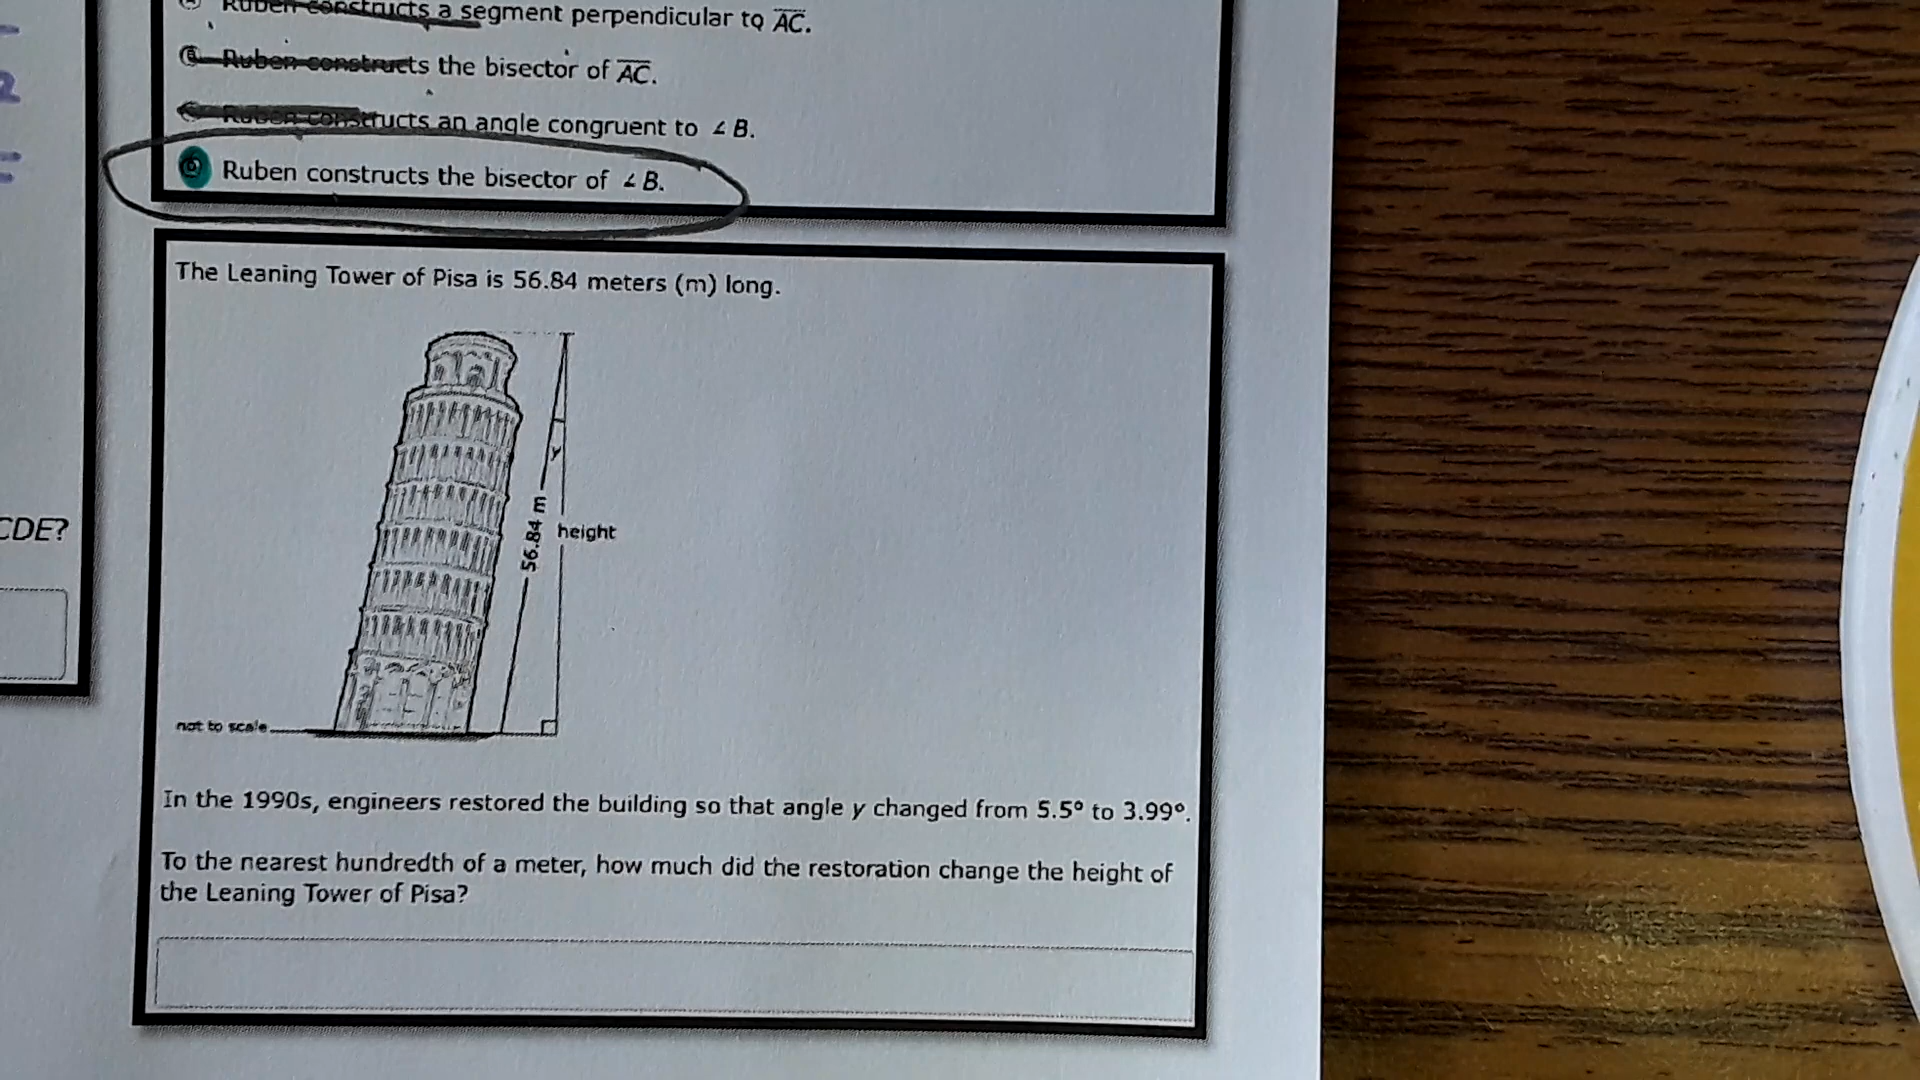 Ruben constructs a segment perpendicular to AC.
B Ruben constructs the bisector of AC.
Ruben constructs an angle congruent to ∠B.
D Ruben constructs the bisector of ∠B.
CDE?
The Leaning Tower of Pisa is 56.84 meters (m) long.
y
56.84 m
height
not to scale
In the 1990s, engineers restored the building so that angle y changed from 5.5° to 3.99°.
To the nearest hundredth of a meter, how much did the restoration change the height of
the Leaning Tower of Pisa?